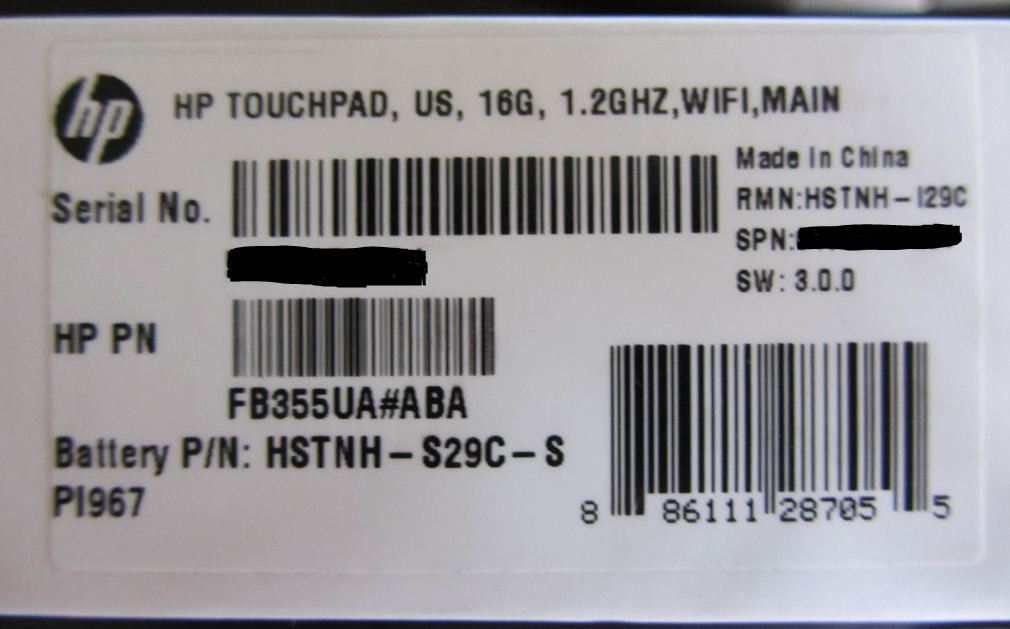 hp
HP TOUCHPAD, US, 16G, 1.2GHZ,WIFI,MAIN
Made In China
Serial No.
RMN:HSTNH-I29C
SPN:
SW: 3.0.0
HP PN
FB355UA#ABA
Battery P/N: HSTNH-S29C-S
PI967
8 86111 28705 5